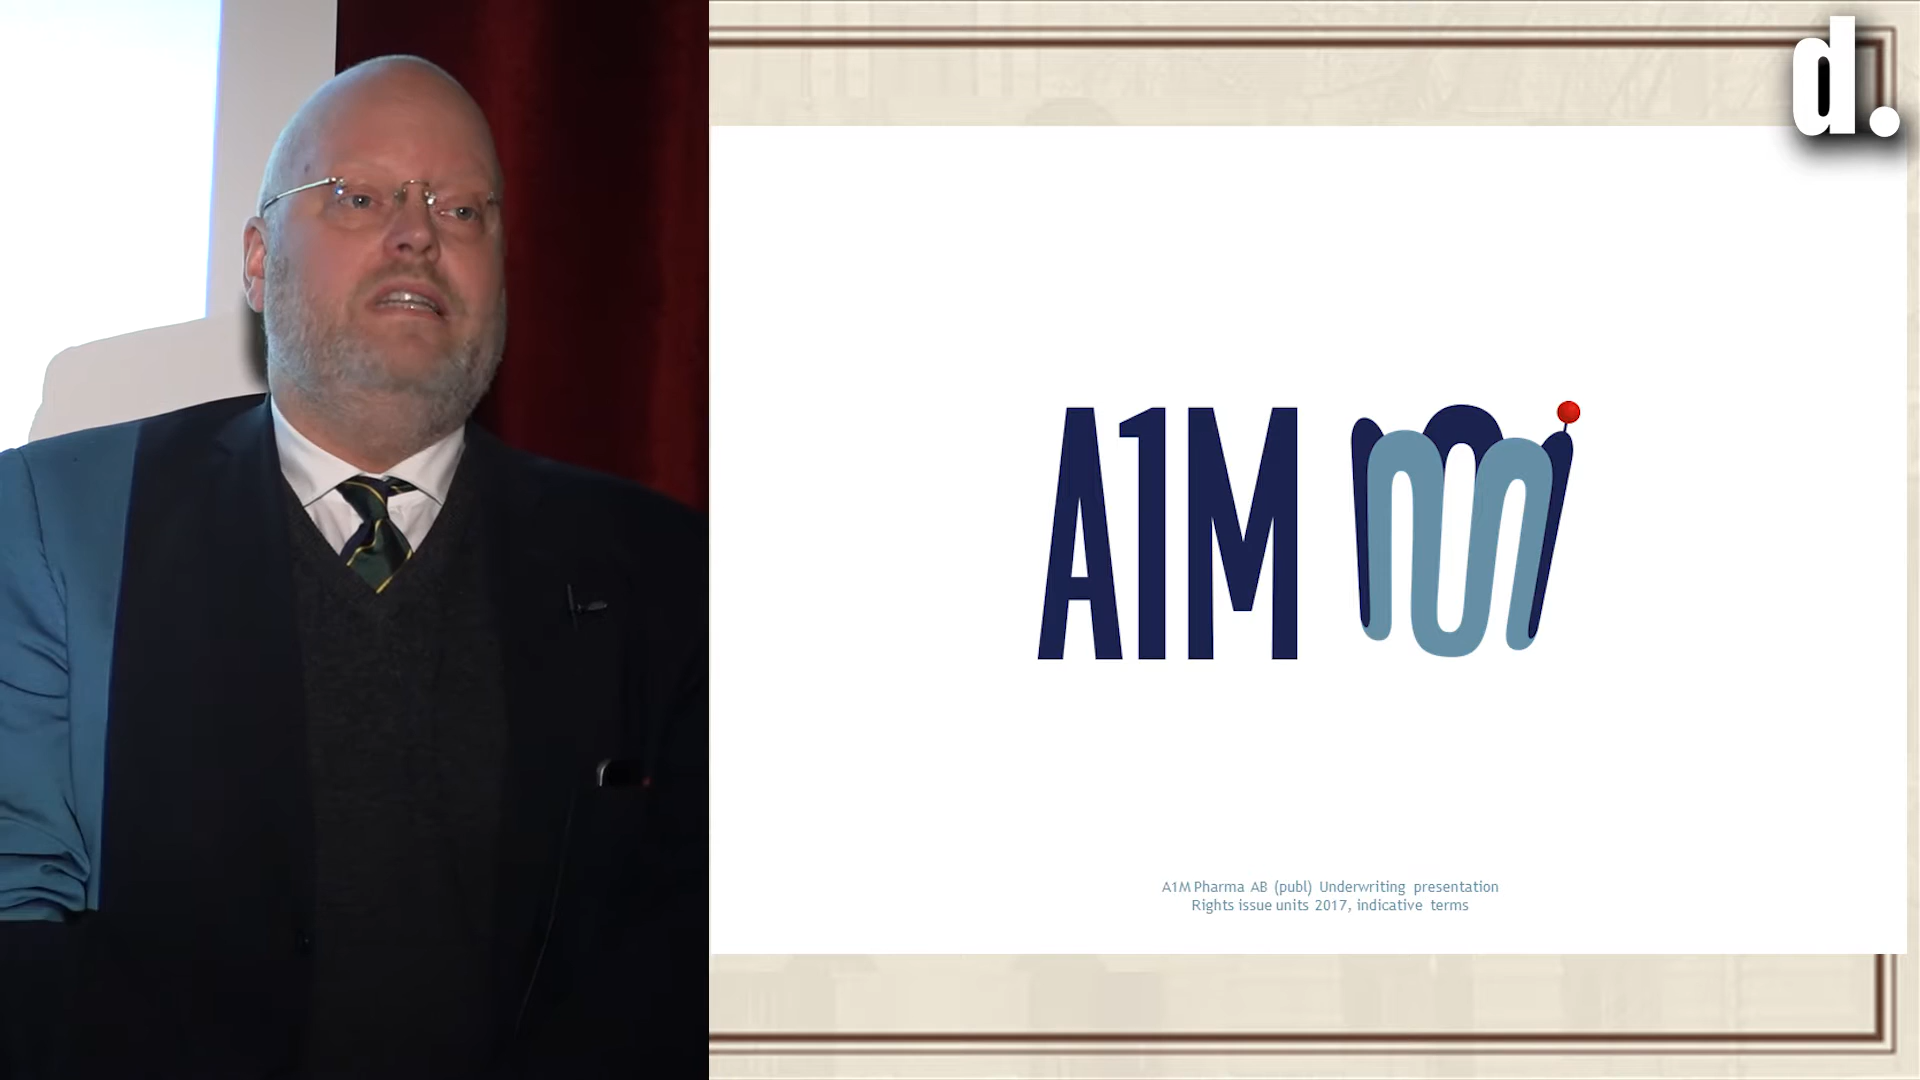 d.
A1M
A1M Pharma AB (publ) Underwriting presentation
Rights issue units 2017, indicative terms